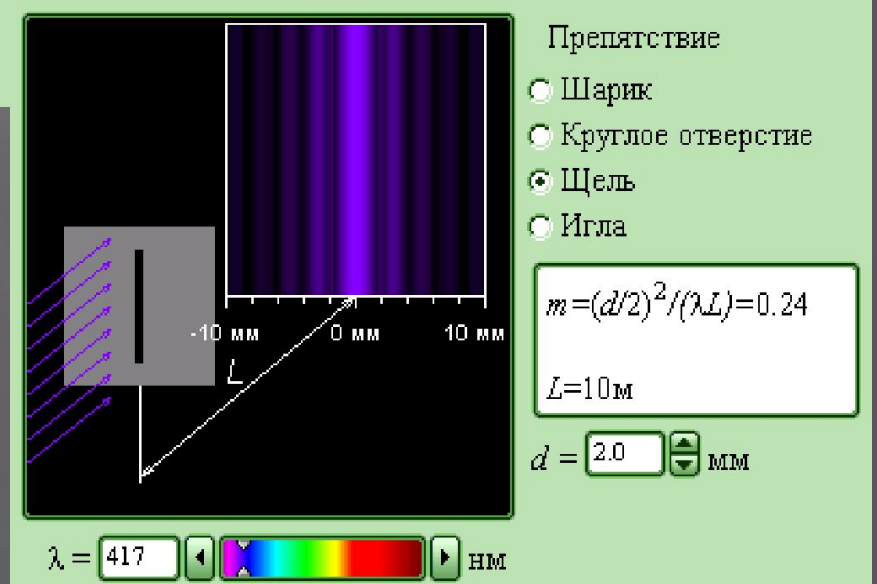 Препятствие
Шарик
Круглое отверстие
Щель
Игла
-10 мм 0 мм 10 мм
L
m=(d/2)²/(λL)=0.24
L=10м
d = 2.0 мм
λ = 417 нм